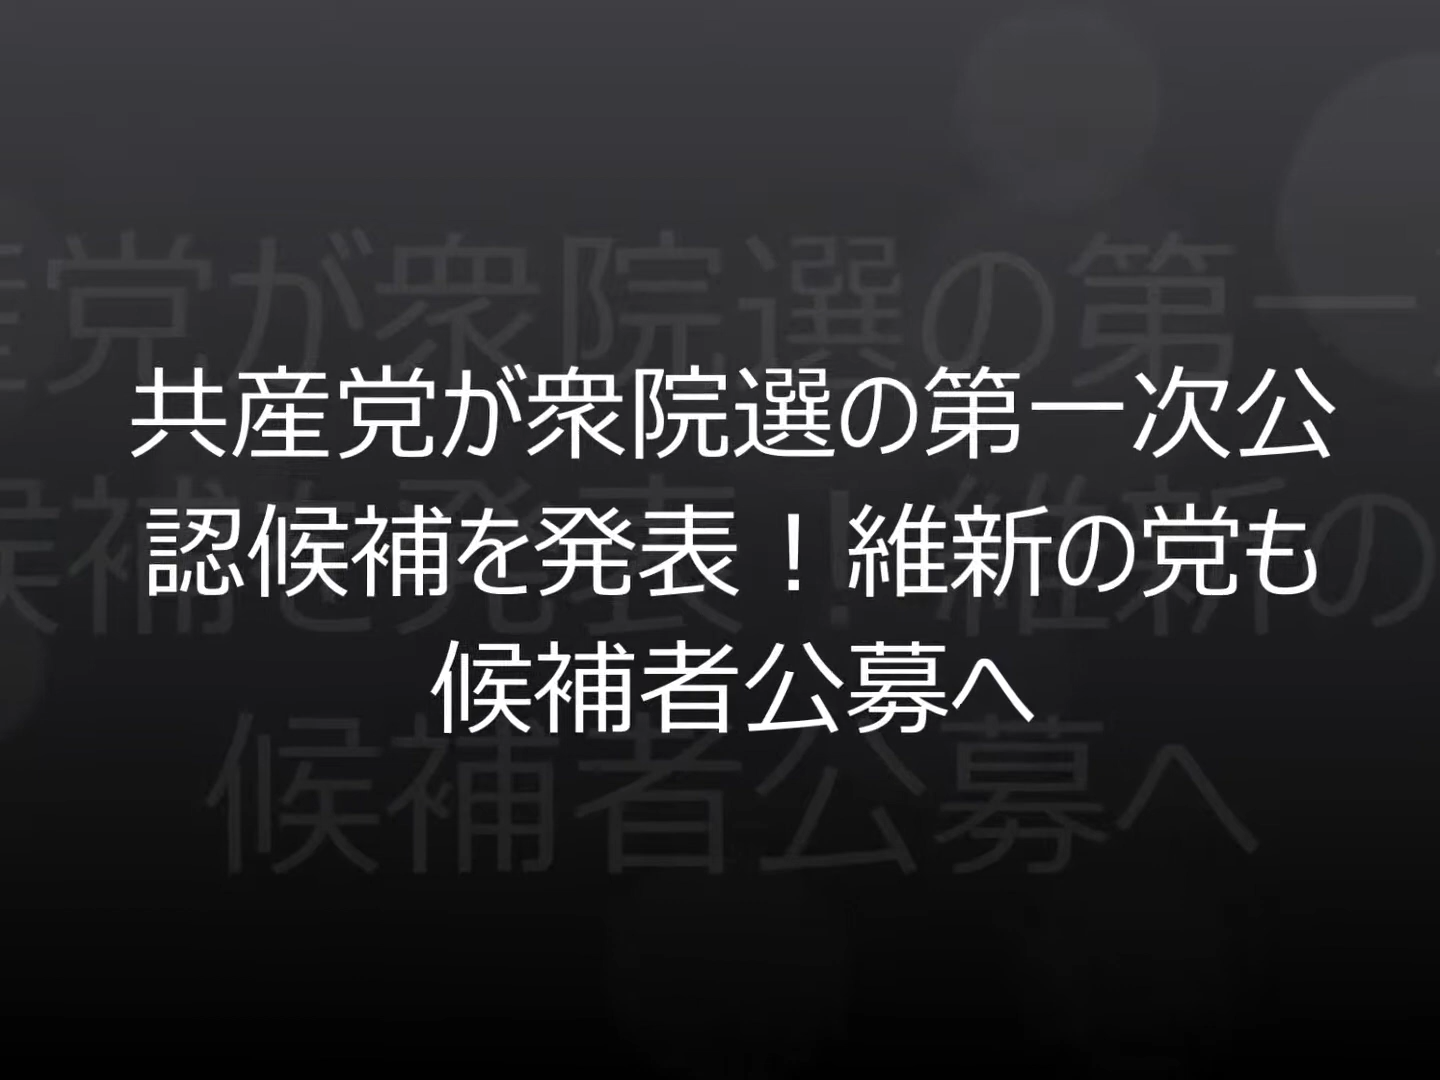 共産党が衆院選の第一次公
認候補を発表！維新の党も
候補者公募へ